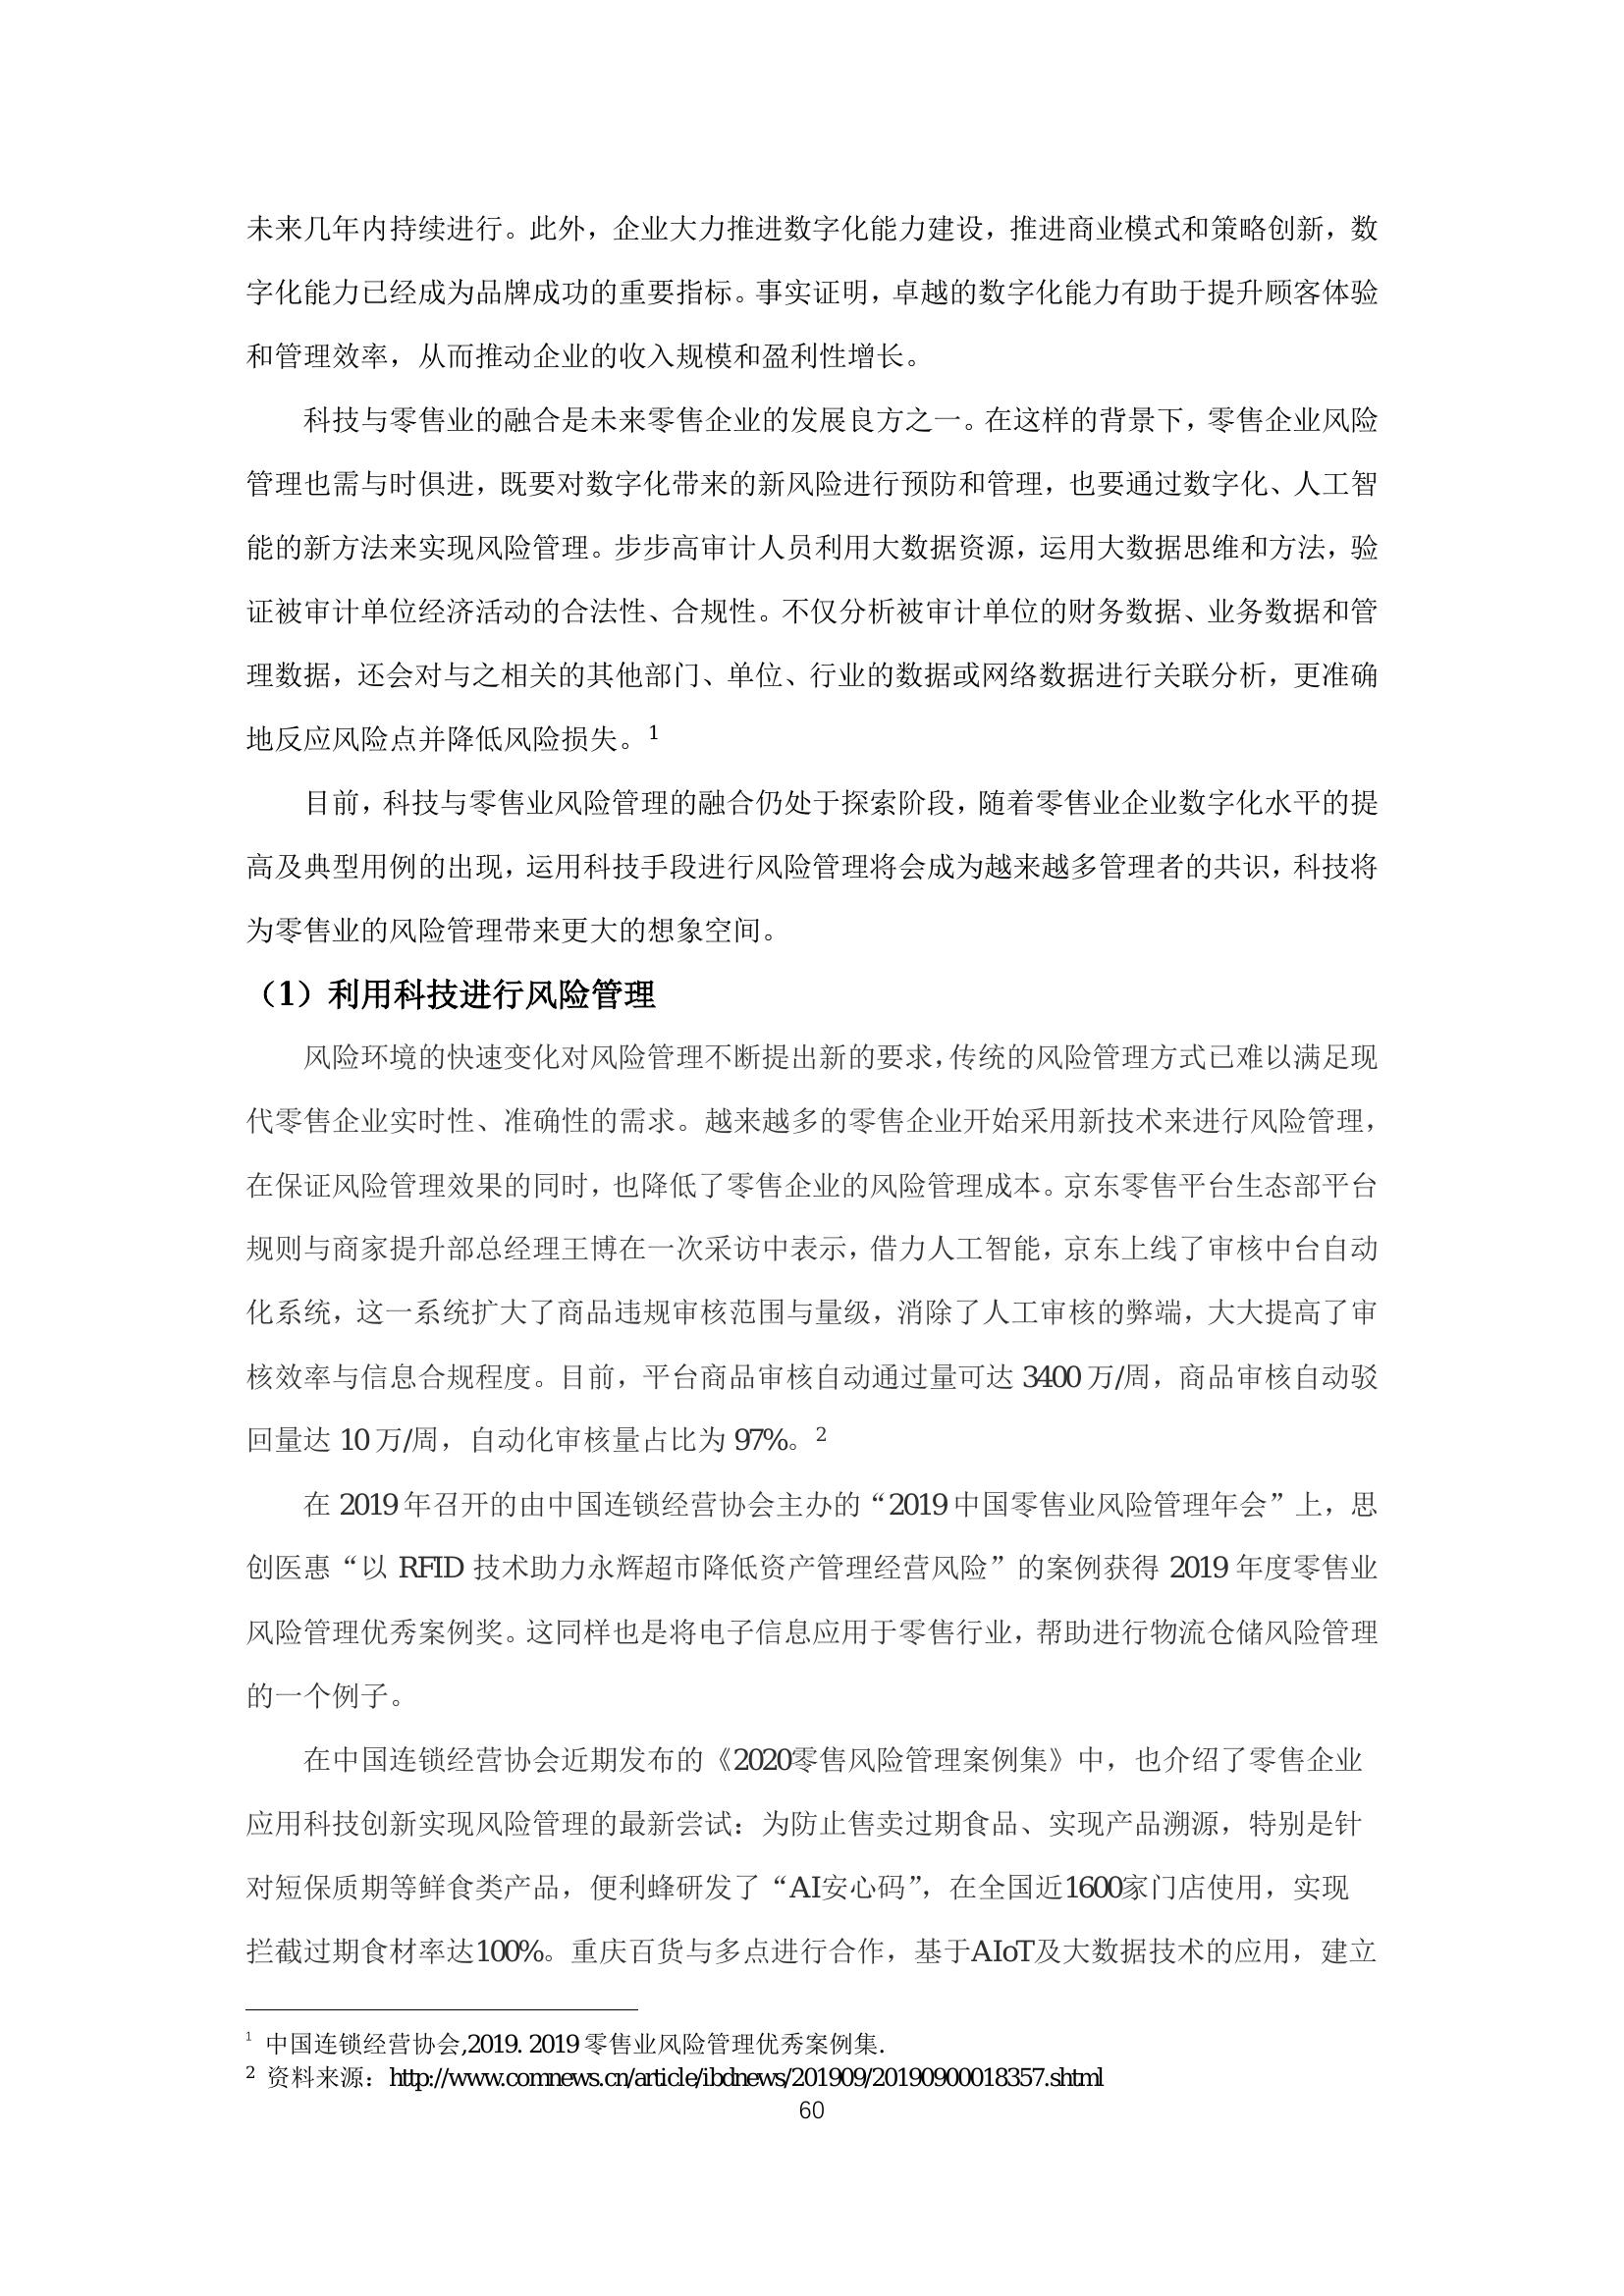 未来几年内持续进行。此外，企业大力推进数字化能力建设，推进商业模式和策略创新，数
字化能力已经成为品牌成功的重要指标。事实证明，卓越的数字化能力有助于提升顾客体验
和管理效率，从而推动企业的收入规模和盈利性增长。
科技与零售业的融合是未来零售企业的发展良方之一。在这样的背景下，零售企业风险
管理也需与时俱进，既要对数字化带来的新风险进行预防和管理，也要通过数字化、人工智
能的新方法来实现风险管理。步步高审计人员利用大数据资源，运用大数据思维和方法，验
证被审计单位经济活动的合法性、合规性。不仅分析被审计单位的财务数据、业务数据和管
理数据，还会对与之相关的其他部门、单位、行业的数据或网络数据进行关联分析，更准确
地反应风险点并降低风险损失。1
目前，科技与零售业风险管理的融合仍处于探索阶段，随着零售业企业数字化水平的提
高及典型用例的出现，运用科技手段进行风险管理将会成为越来越多管理者的共识，科技将
为零售业的风险管理带来更大的想象空间。
（1）利用科技进行风险管理
风险环境的快速变化对风险管理不断提出新的要求，传统的风险管理方式已难以满足现
代零售企业实时性、准确性的需求。越来越多的零售企业开始采用新技术来进行风险管理，
在保证风险管理效果的同时，也降低了零售企业的风险管理成本。京东零售平台生态部平台
规则与商家提升部总经理王博在一次采访中表示，借力人工智能，京东上线了审核中台自动
化系统，这一系统扩大了商品违规审核范围与量级，消除了人工审核的弊端，大大提高了审
核效率与信息合规程度。目前，平台商品审核自动通过量可达 3400 万/周，商品审核自动驳
回量达 10 万/周，自动化审核量占比为 97%。2
在 2019 年召开的由中国连锁经营协会主办的“2019 中国零售业风险管理年会”上，思
创医惠“以 RFID 技术助力永辉超市降低资产管理经营风险”的案例获得 2019 年度零售业
风险管理优秀案例奖。这同样也是将电子信息应用于零售行业，帮助进行物流仓储风险管理
的一个例子。
在中国连锁经营协会近期发布的《2020零售风险管理案例集》中，也介绍了零售企业
应用科技创新实现风险管理的最新尝试：为防止售卖过期食品、实现产品溯源，特别是针
对短保质期等鲜食类产品，便利蜂研发了“AI安心码”，在全国近1600家门店使用，实现
拦截过期食材率达100%。重庆百货与多点进行合作，基于AIoT及大数据技术的应用，建立
1 中国连锁经营协会,2019. 2019 零售业风险管理优秀案例集.
2 资料来源：http://www.comnews.cn/article/ibdnews/201909/20190900018357.shtml
60